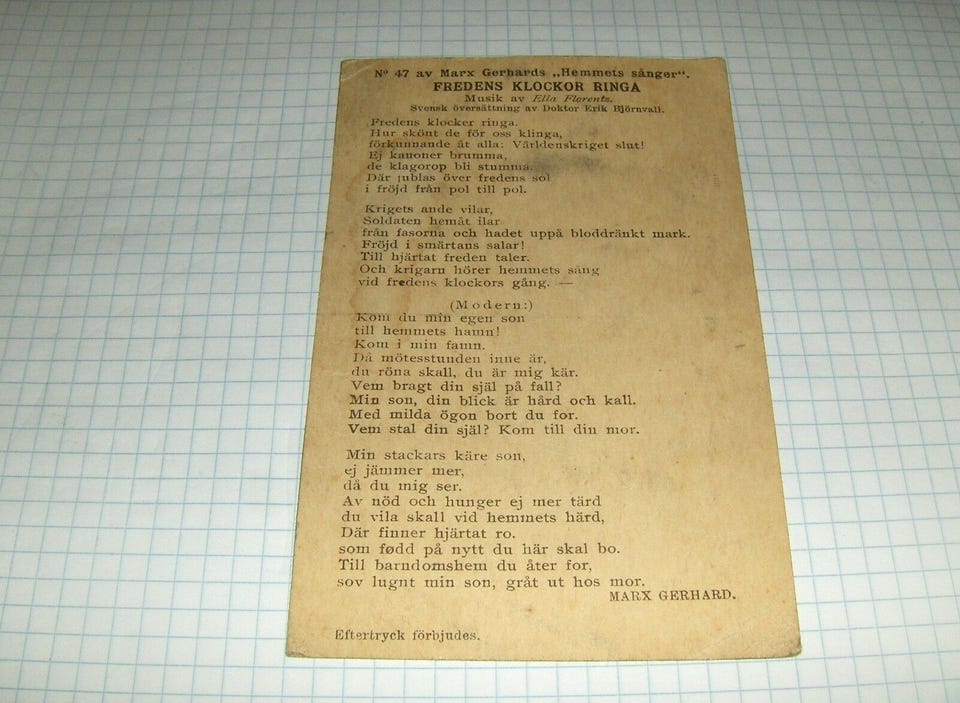 Nº 47 av Marx Gerhards „Hemmets sånger“.
FREDENS KLOCKOR RINGA
Musik av Ella Florentz.
Svensk översättning av Doktor Erik Björnvall.
Fredens klocker ringa.
Hur skönt de för oss klinga,
förkunnande åt alla: Världenskriget slut!
Ej kanoner brumma,
de klagorop bli stumma.
Där jublas över fredens sol
i fröjd från pol till pol.
Krigets ande vilar,
Soldaten hemåt ilar
från fasorna och hadet uppå bloddränkt mark.
Fröjd i smärtans salar!
Till hjärtat freden taler.
Och krigarn hörer hemmets sång
vid fredens klockors gång. —
(Modern:)
Kom du min egen son
till hemmets hamn!
Kom i min famn.
Då mötesstunden inne är,
du röna skall, du är mig kär.
Vem bragt din själ på fall?
Min son, din blick är hård och kall.
Med milda ögon bort du for.
Vem stal din själ? Kom till din mor.
Min stackars käre son,
ej jämmer mer,
då du mig ser.
Av nöd och hunger ej mer tärd
du vila skall vid hemmets härd,
Där finner hjärtat ro.
som fødd på nytt du här skal bo.
Till barndomshem du åter for,
sov lugnt min son, gråt ut hos mor.
MARX GERHARD.
Eftertryck förbjudes.